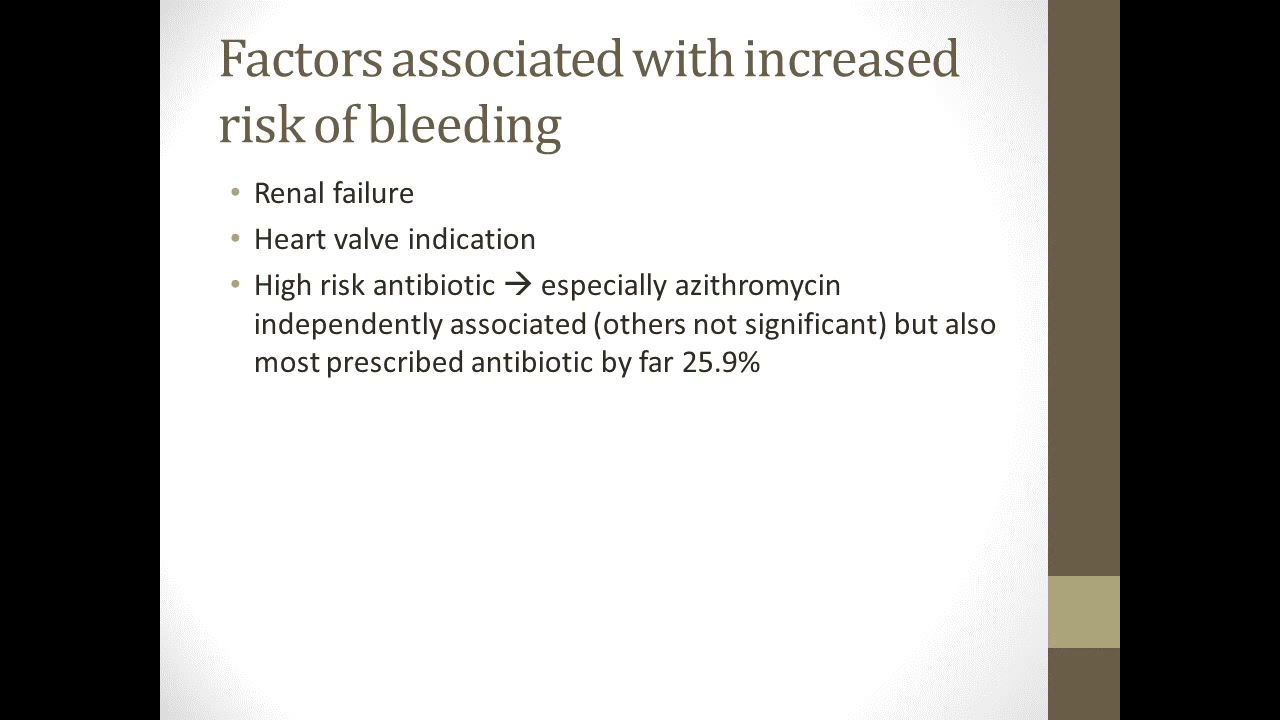 Factors associated with increased
risk of bleeding
• Renal failure
• Heart valve indication
• High risk antibiotic → especially azithromycin
independently associated (others not significant) but also
most prescribed antibiotic by far 25.9%